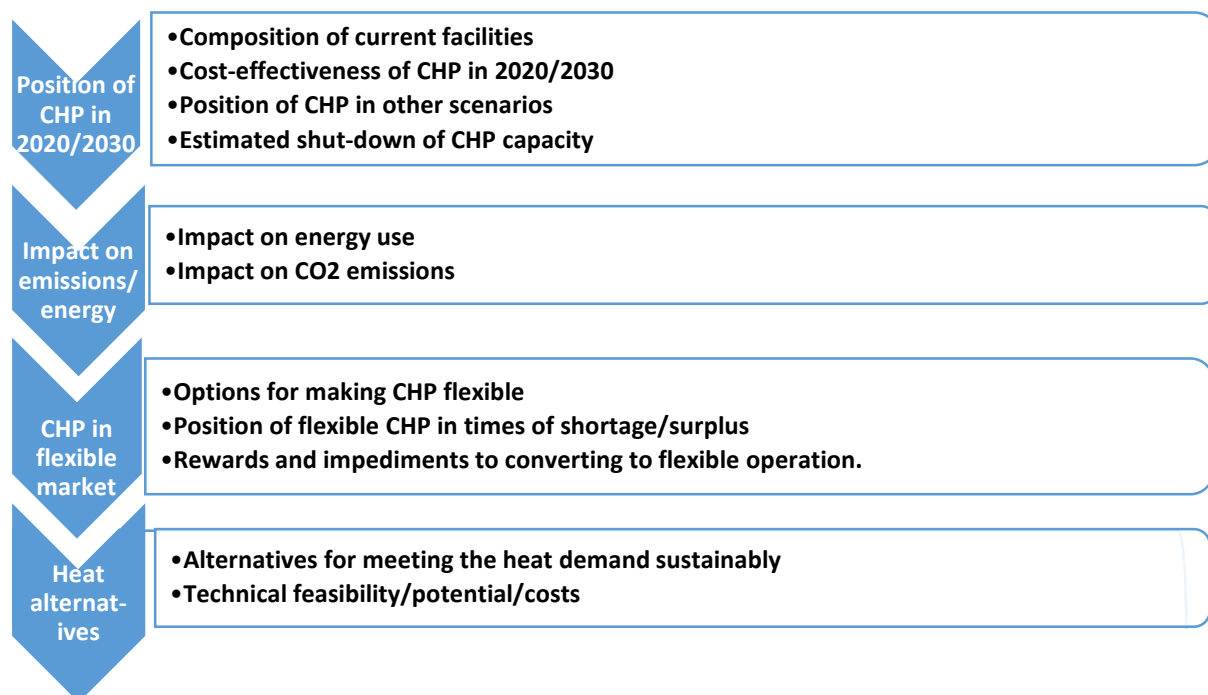 Position of
CHP in
2020/2030
•Composition of current facilities
•Cost-effectiveness of CHP in 2020/2030
•Position of CHP in other scenarios
•Estimated shut-down of CHP capacity
Impact on
emissions/
energy
•Impact on energy use
•Impact on CO2 emissions
CHP in
flexible
market
•Options for making CHP flexible
•Position of flexible CHP in times of shortage/surplus
•Rewards and impediments to converting to flexible operation.
Heat
alternat-
ives
•Alternatives for meeting the heat demand sustainably
•Technical feasibility/potential/costs